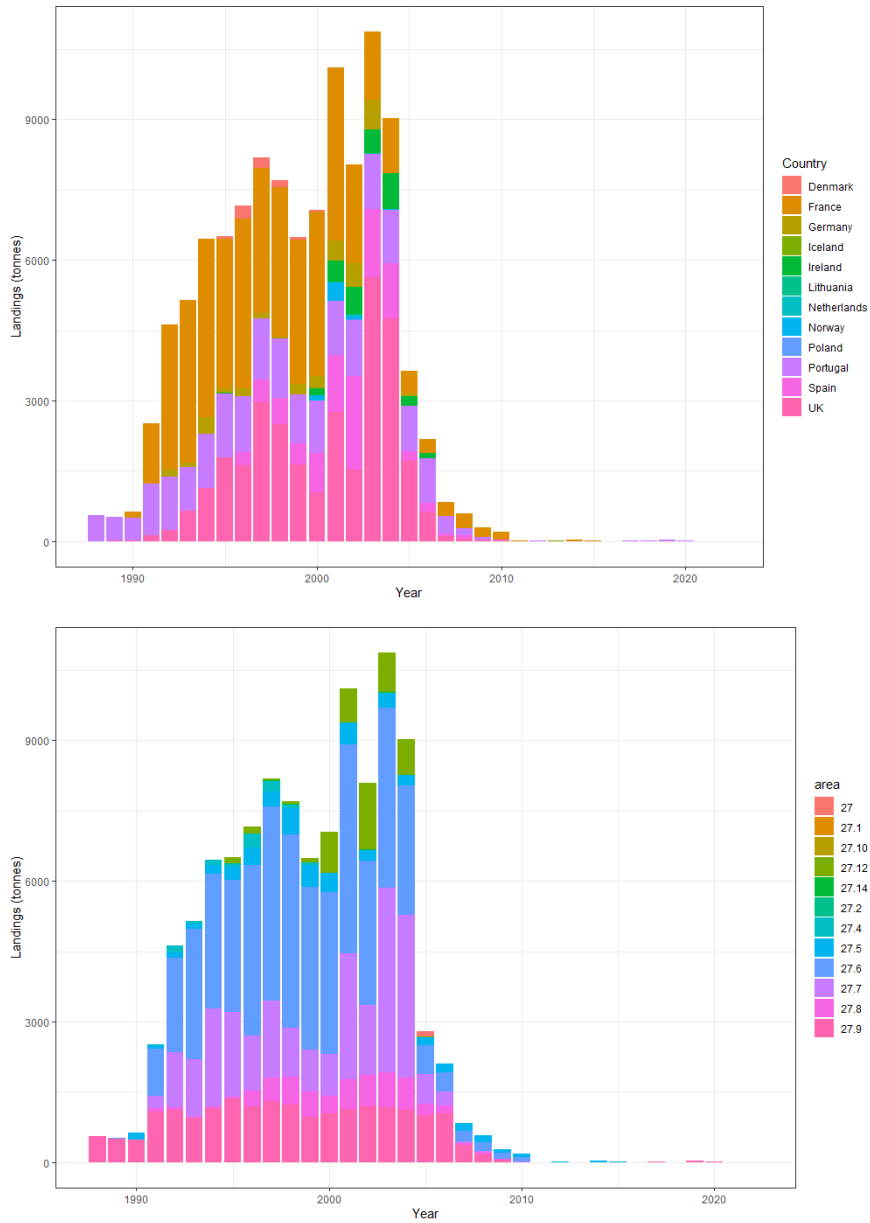 9000
6000
3000
0
Landings (tonnes)
1990
2000
2010
2020
Year
Country
Denmark
France
Germany
Iceland
Ireland
Lithuania
Netherlands
Norway
Poland
Portugal
Spain
UK
9000
6000
3000
0
Landings (tonnes)
1990
2000
2010
2020
Year
area
27
27.1
27.10
27.12
27.14
27.2
27.4
27.5
27.6
27.7
27.8
27.9